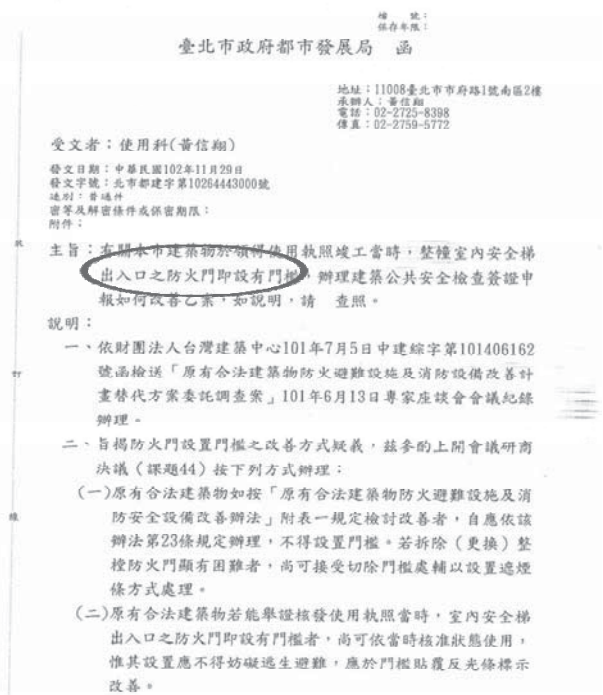 檔　號：
保存年限：
臺北市政府都市發展局　函
地址：11008臺北市市府路1號南區2樓
承辦人：黃信翔
電話：02-2725-8398
傳真：02-2759-5772
受文者：使用科(黃信翔)
發文日期：中華民國102年11月29日
發文字號：北市都建字第10264443000號
速別：普通件
密等及解密條件或保密期限：
附件：
主旨：有關本市建築物於領得使用執照竣工當時，整幢室內安全梯
出入口之防火門即設有門檻，辦理建築公共安全檢查簽證申
報如何改善乙案，如說明，請　查照。
說明：
一、依財團法人台灣建築中心101年7月5日中建綜字第101406162
號函檢送「原有合法建築物防火避難設施及消防設備改善計
畫替代方案委託調查案」101年6月13日專家座談會會議紀錄
辦理。
二、旨揭防火門設置門檻之改善方式疑義，茲參酌上開會議研商
決議（課題44）按下列方式辦理：
(一)原有合法建築物如按「原有合法建築物防火避難設施及消
防安全設備改善辦法」附表一規定檢討改善者，自應依該
辦法第23條規定辦理，不得設置門檻。若拆除（更換）整
樘防火門顯有困難者，尚可接受切除門檻處輔以設置遮煙
條方式處理。
(二)原有合法建築物若能舉證核發使用執照當時，室內安全梯
出入口之防火門即設有門檻者，尚可依當時核准狀態使用，
惟其設置應不得妨礙逃生避難，應於門檻貼覆反光條標示
改善。
訂
線